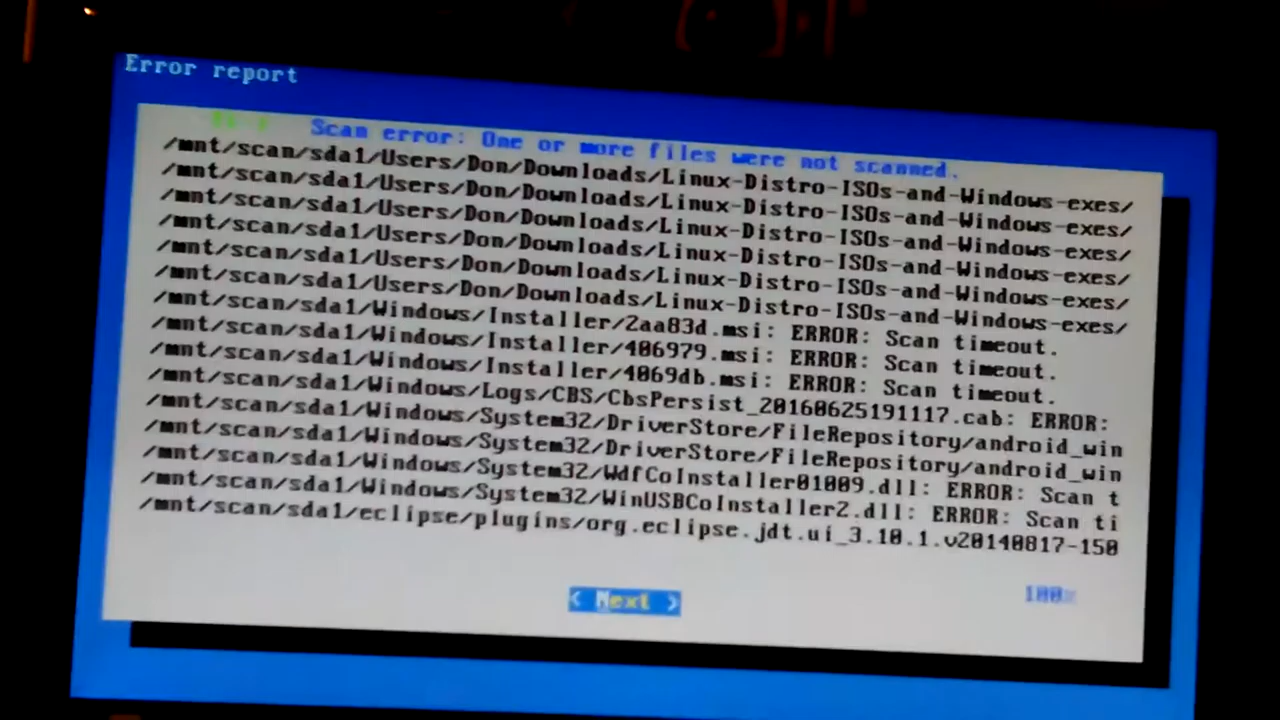 Error report
Scan error: One or more files were not scanned.
/mnt/scan/sda1/Users/Don/Downloads/Linux-Distro-ISOs-and-Windows-exes/
/mnt/scan/sda1/Users/Don/Downloads/Linux-Distro-ISOs-and-Windows-exes/
/mnt/scan/sda1/Users/Don/Downloads/Linux-Distro-ISOs-and-Windows-exes/
/mnt/scan/sda1/Users/Don/Downloads/Linux-Distro-ISOs-and-Windows-exes/
/mnt/scan/sda1/Users/Don/Downloads/Linux-Distro-ISOs-and-Windows-exes/
/mnt/scan/sda1/Users/Don/Downloads/Linux-Distro-ISOs-and-Windows-exes/
/mnt/scan/sda1/Windows/Installer/2aa83d.msi: ERROR: Scan timeout.
/mnt/scan/sda1/Windows/Installer/406979.msi: ERROR: Scan timeout.
/mnt/scan/sda1/Windows/Installer/4069db.msi: ERROR: Scan timeout.
/mnt/scan/sda1/Windows/Logs/CBS/CbsPersist_20160625191117.cab: ERROR:
/mnt/scan/sda1/Windows/System32/DriverStore/FileRepository/android_win
/mnt/scan/sda1/Windows/System32/DriverStore/FileRepository/android_win
/mnt/scan/sda1/Windows/System32/WdfCoInstaller01009.dll: ERROR: Scan t
/mnt/scan/sda1/Windows/System32/WinUSBCoInstaller2.dll: ERROR: Scan ti
/mnt/scan/sda1/eclipse/plugins/org.eclipse.jdt.ui_3.10.1.v20140817-150
100%
< Next >